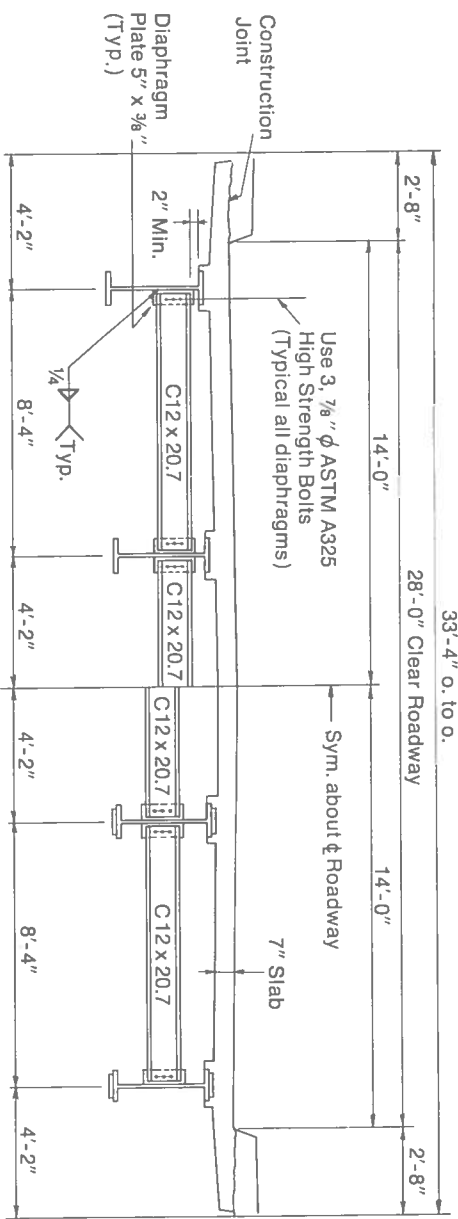 33'-4" o. to o.
28'-0" Clear Roadway
2'-8"
14'-0"
14'-0"
2'-8"
Construction
Joint
Use 3, 7/8" ϕ ASTM A325
High Strength Bolts
(Typical all diaphragms)
Sym. about ℄ Roadway
7" Slab
2" Min.
Diaphragm
Plate 5" x 3/8"
(Typ.)
C12 x 20.7
C12 x 20.7
C12 x 20.7
C12 x 20.7
1/4
Typ.
4'-2"
8'-4"
4'-2"
4'-2"
8'-4"
4'-2"